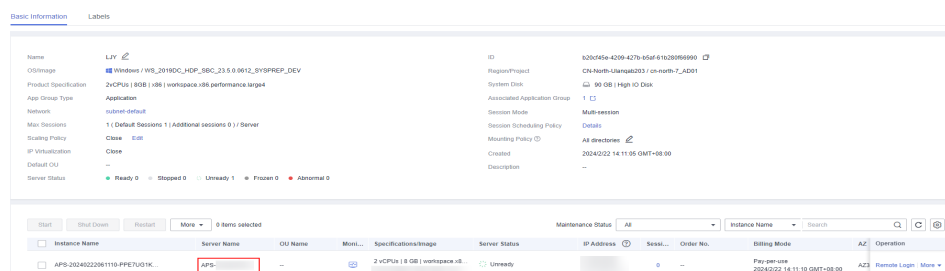 Basic Information Labels
Name LJY
ID b20cf45e-4209-427b-b5af-61b280f66990
OS/Image Windows / WS_2019DC_HDP_SBC_23.5.0.0612_SYSPREP_DEV
Region/Project CN-North-Ulanqab203 / cn-north-7_AD01
Product Specification 2vCPUs | 8GB | x86 | workspace.x86.performance.large4
System Disk 90 GB | High IO Disk
App Group Type Application
Associated Application Group 1
Network subnet-default
Session Mode Multi-session
Max Sessions 1 ( Default Sessions 1 | Additional sessions 0 ) / Server
Session Scheduling Policy Details
Scaling Policy Close Edit
Mounting Policy All directories
IP Virtualization Close
Created 2024/2/22 14:11:05 GMT+08:00
Default OU --
Description --
Server Status Ready 0 Stopped 0 Unready 1 Frozen 0 Abnormal 0
Start Shut Down Restart More 0 items selected Maintenance Status All Instance Name Search
Instance Name Server Name OU Name Moni... Specifications/Image Server Status IP Address Sessi... Order No. Billing Mode AZ Operation
APS-20240222061110-PPE7UG1K... APS- -- 2 vCPUs | 8 GB | workspace.x8... Unready 0 -- Pay-per-use AZ3 Remote Login More
2024/2/22 14:11:10 GMT+08:00